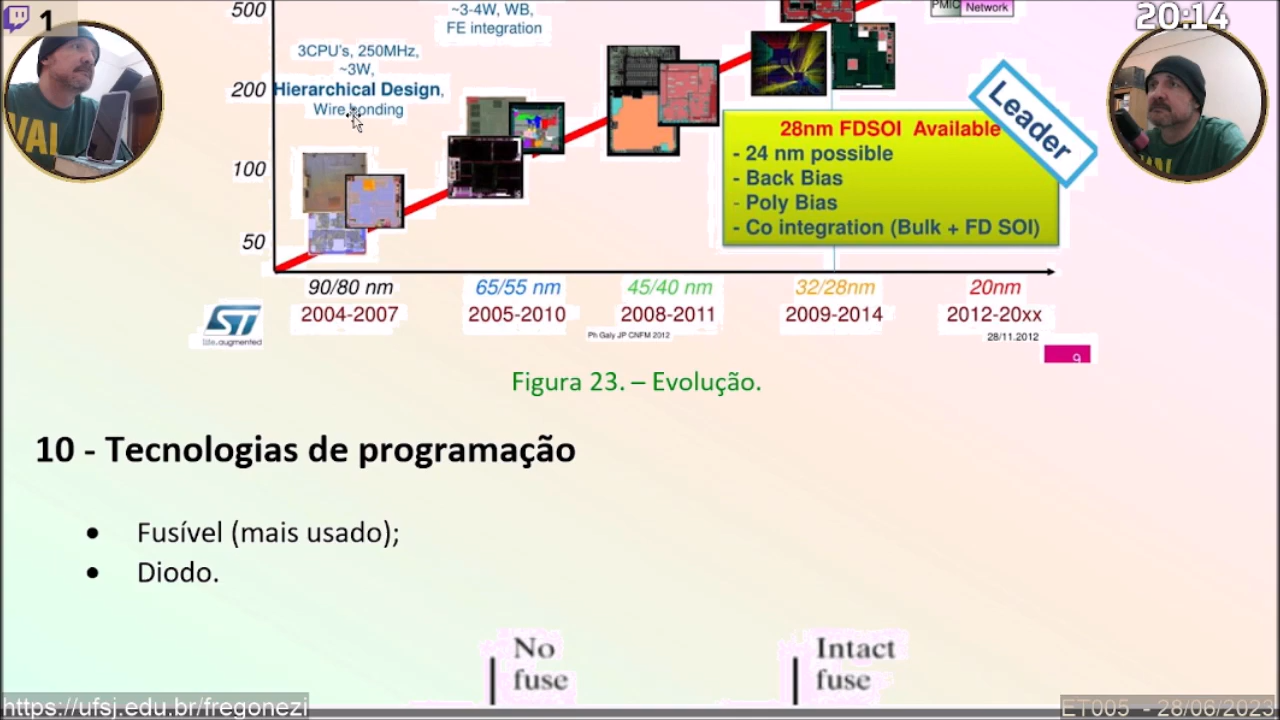 1
20:14
500
~3-4W, WB,
FE integration
PMIC
Network
3CPU's, 250MHz,
~3W,
Hierarchical Design,
Wire bonding
200
Leader
28nm FDSOI Available
- 24 nm possible
- Back Bias
- Poly Bias
- Co integration (Bulk + FD SOI)
100
50
90/80 nm 65/55 nm 45/40 nm 32/28nm 20nm
2004-2007 2005-2010 2008-2011 2009-2014 2012-20xx
ST
life.augmented
Ph Galy JP CNFM 2012
28/11.2012
9
Figura 23. – Evolução.
10 - Tecnologias de programação
• Fusível (mais usado);
• Diodo.
No
fuse
Intact
fuse
https://ufsj.edu.br/fregonezi
ET005 - 28/06/2023